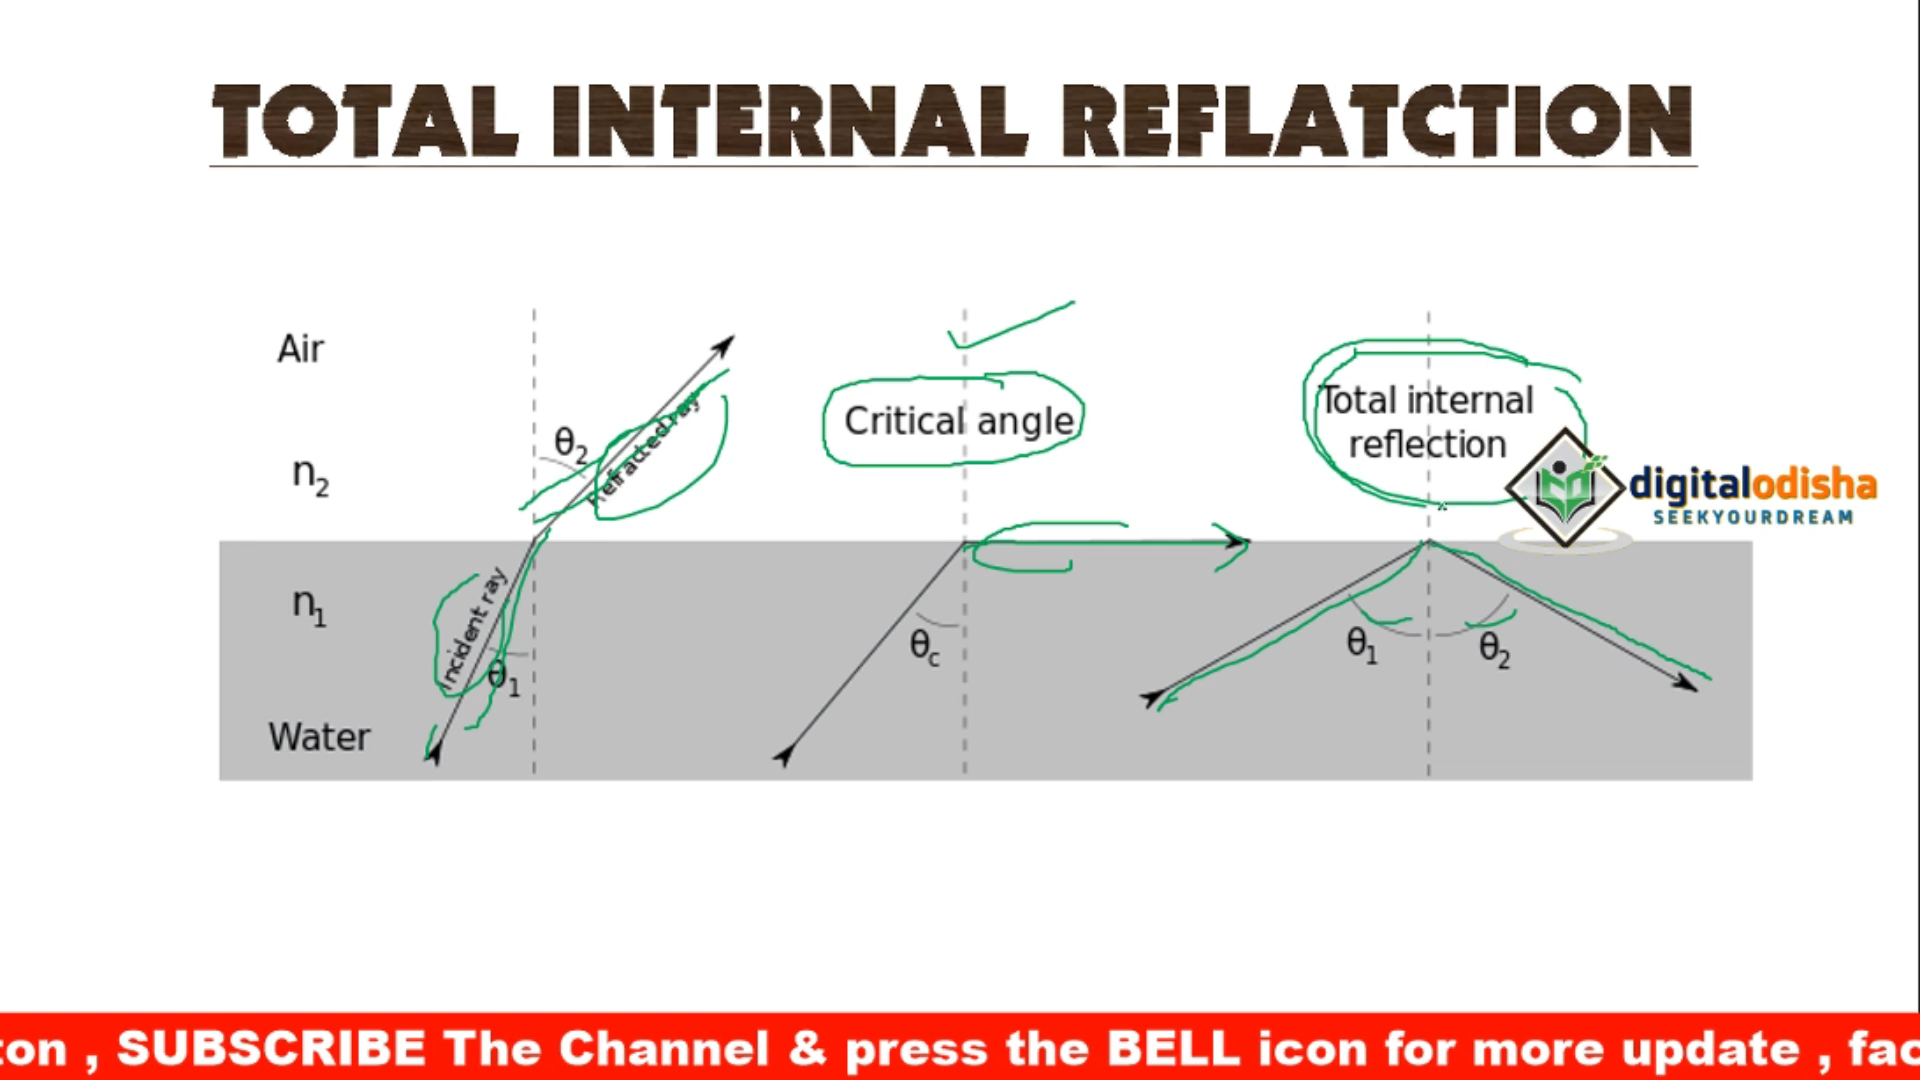 TOTAL INTERNAL REFLATCTION
Air
n2
n1
Water
θ2
Refracted ray
Incident ray
θ1
Critical angle
θc
Total internal
reflection
θ1
θ2
digitalodisha
SEEKYOURDREAM
ton , SUBSCRIBE The Channel & press the BELL icon for more update , fac